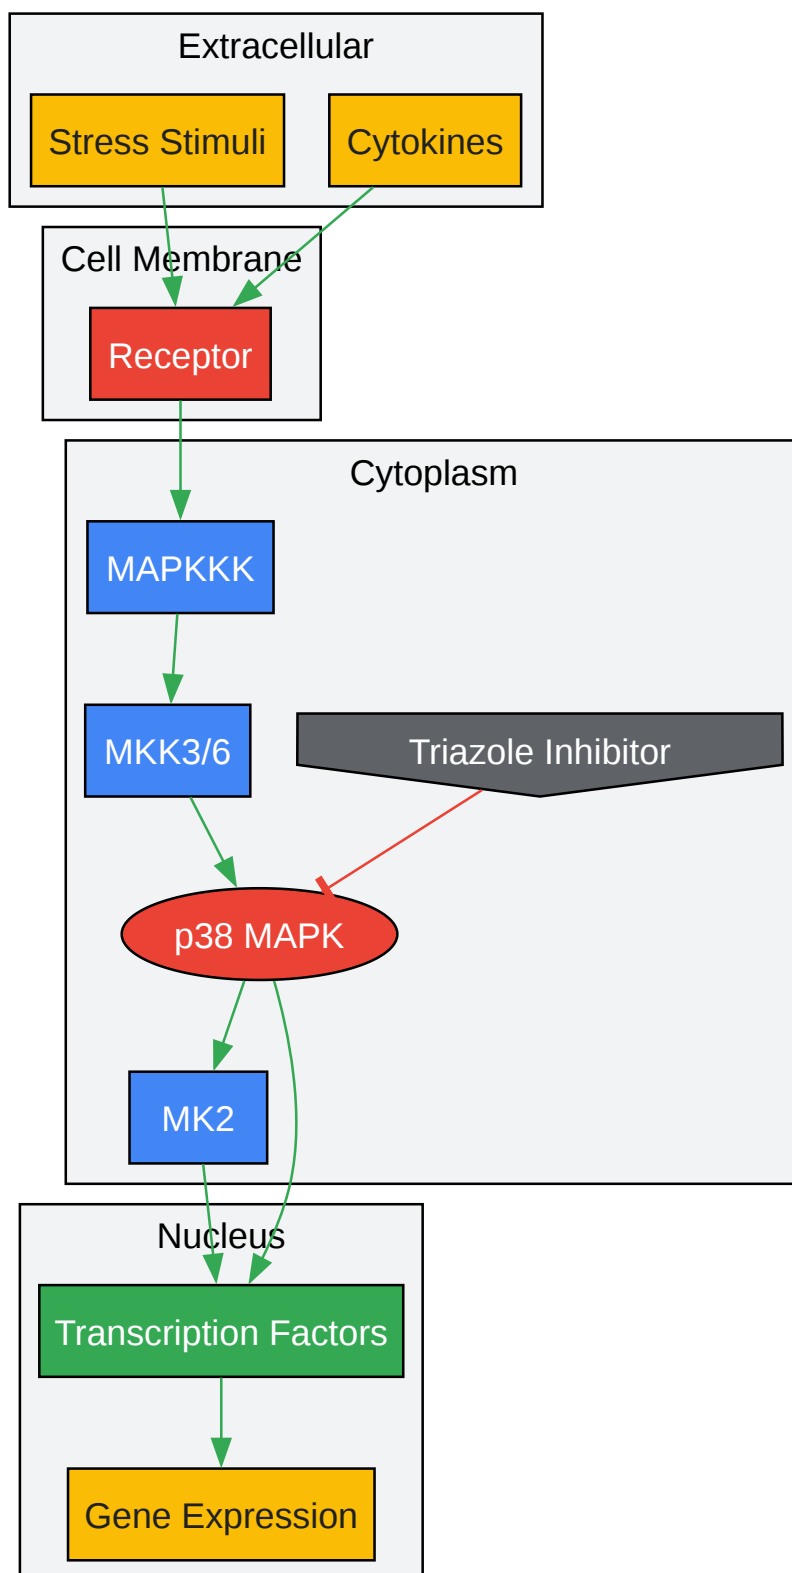 Extracellular
Stress Stimuli
Cytokines
Cell Membrane
Receptor
Cytoplasm
MAPKKK
MKK3/6
Triazole Inhibitor
p38 MAPK
MK2
Nucleus
Transcription Factors
Gene Expression